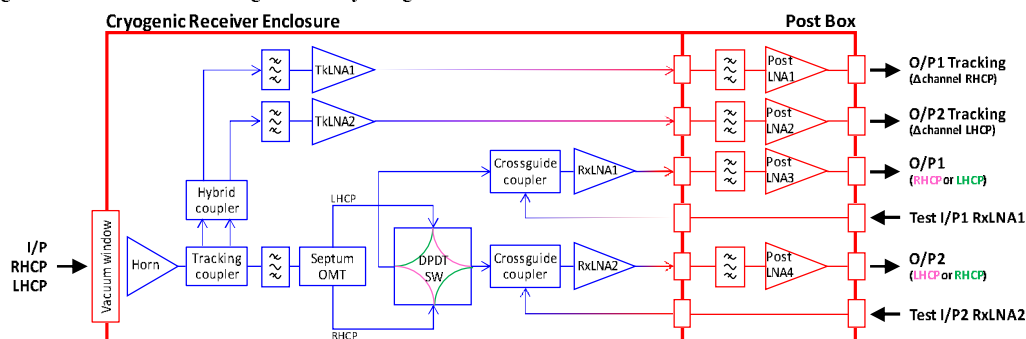 Cryogenic Receiver Enclosure
Post Box
TkLNA1
Post
LNA1
O/P1 Tracking
(Δchannel RHCP)
TkLNA2
Post
LNA2
O/P2 Tracking
(Δchannel LHCP)
Hybrid
coupler
Crossguide
coupler
RxLNA1
Post
LNA3
O/P1
(RHCP or LHCP)
LHCP
Test I/P1 RxLNA1
I/P
RHCP
LHCP
Vacuum window
Horn
Tracking
coupler
Septum
OMT
DPDT
SW
Crossguide
coupler
RxLNA2
Post
LNA4
O/P2
(LHCP or RHCP)
RHCP
Test I/P2 RxLNA2